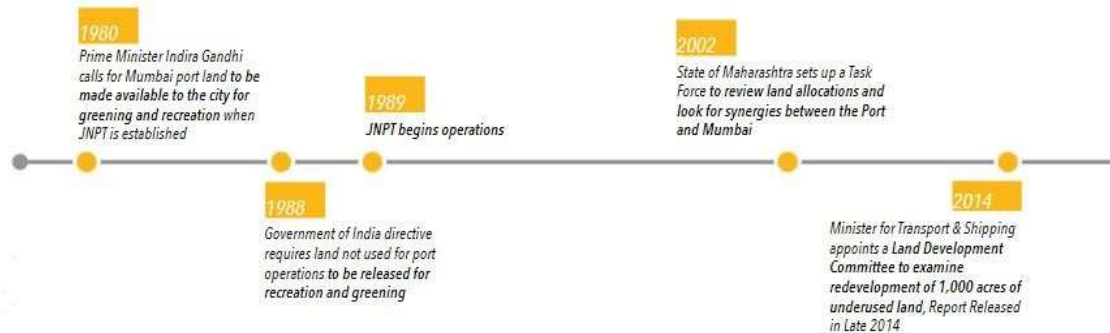 1980
Prime Minister Indira Gandhi
calls for Mumbai port land to be
made available to the city for
greening and recreation when
JNPT is established
1988
Government of India directive
requires land not used for port
operations to be released for
recreation and greening
1989
JNPT begins operations
2002
State of Maharashtra sets up a Task
Force to review land allocations and
look for synergies between the Port
and Mumbai
2014
Minister for Transport & Shipping
appoints a Land Development
Committee to examine
redevelopment of 1,000 acres of
underused land, Report Released
in Late 2014